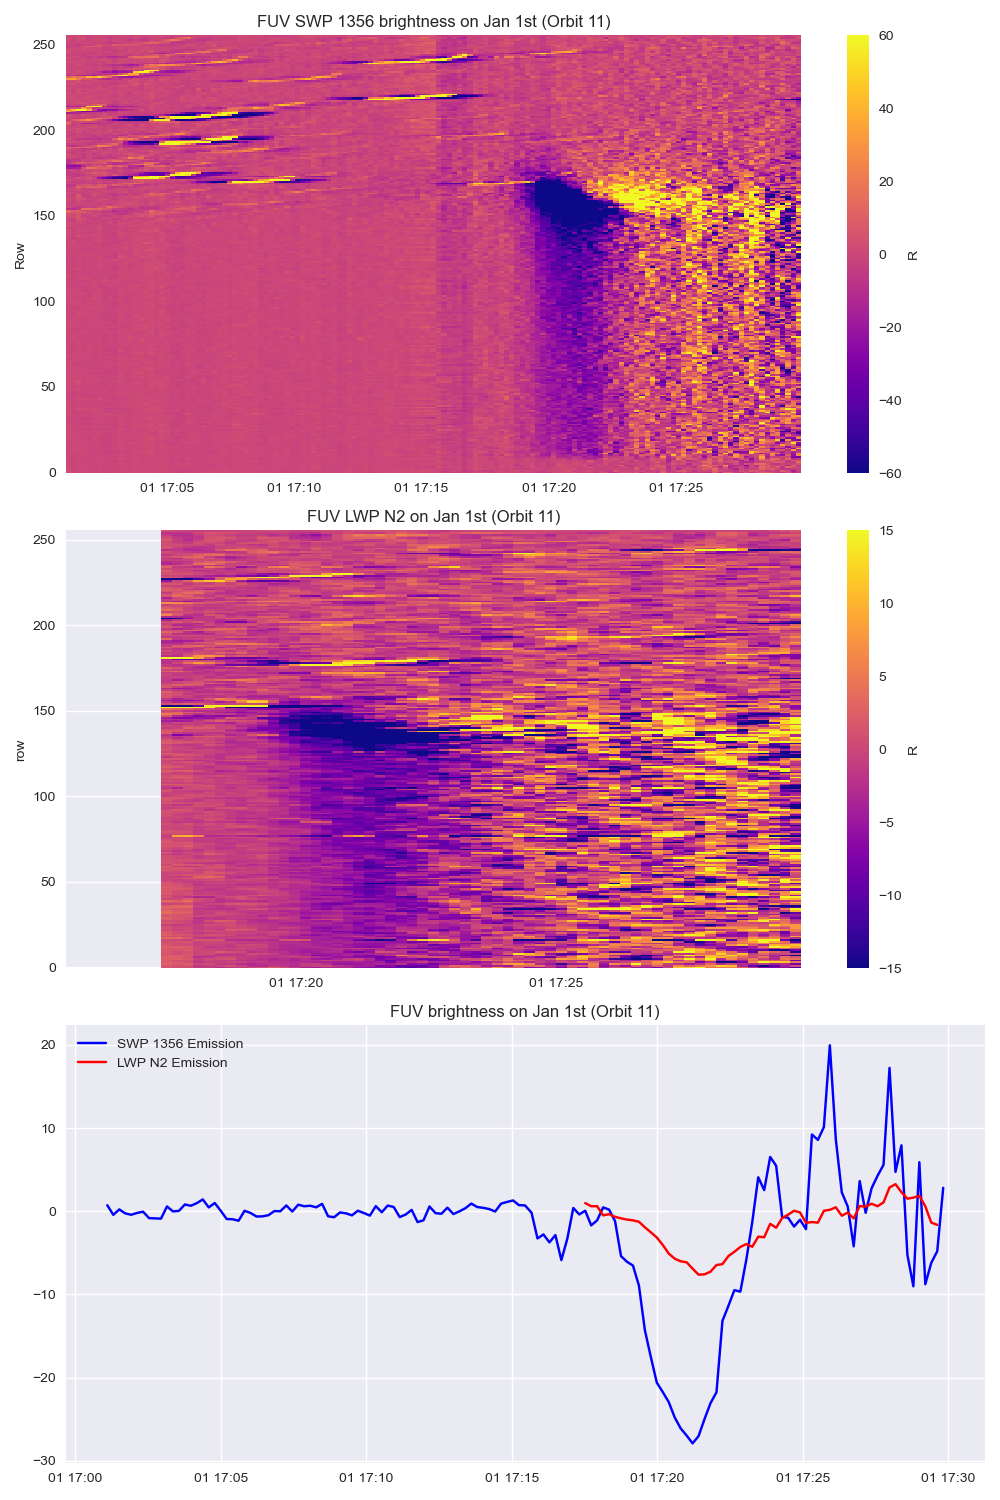 FUV SWP 1356 brightness on Jan 1st (Orbit 11)
250
200
150
100
50
0
Row
01 17:05 01 17:10 01 17:15 01 17:20 01 17:25
60
40
20
0
−20
−40
−60
R
FUV LWP N2 on Jan 1st (Orbit 11)
250
200
150
100
50
0
row
01 17:20 01 17:25
15
10
5
0
−5
−10
−15
R
FUV brightness on Jan 1st (Orbit 11)
SWP 1356 Emission
LWP N2 Emission
20
10
0
−10
−20
−30
01 17:00 01 17:05 01 17:10 01 17:15 01 17:20 01 17:25 01 17:30